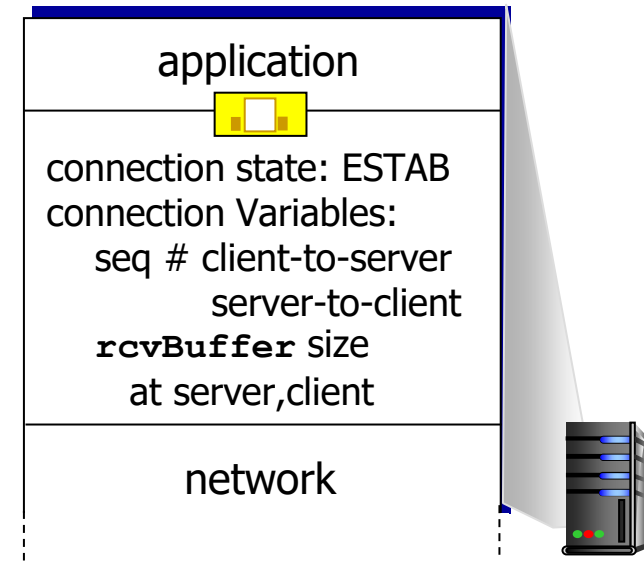 application
connection state: ESTAB
connection Variables:
seq # client-to-server
server-to-client
rcvBuffer size
at server,client
network